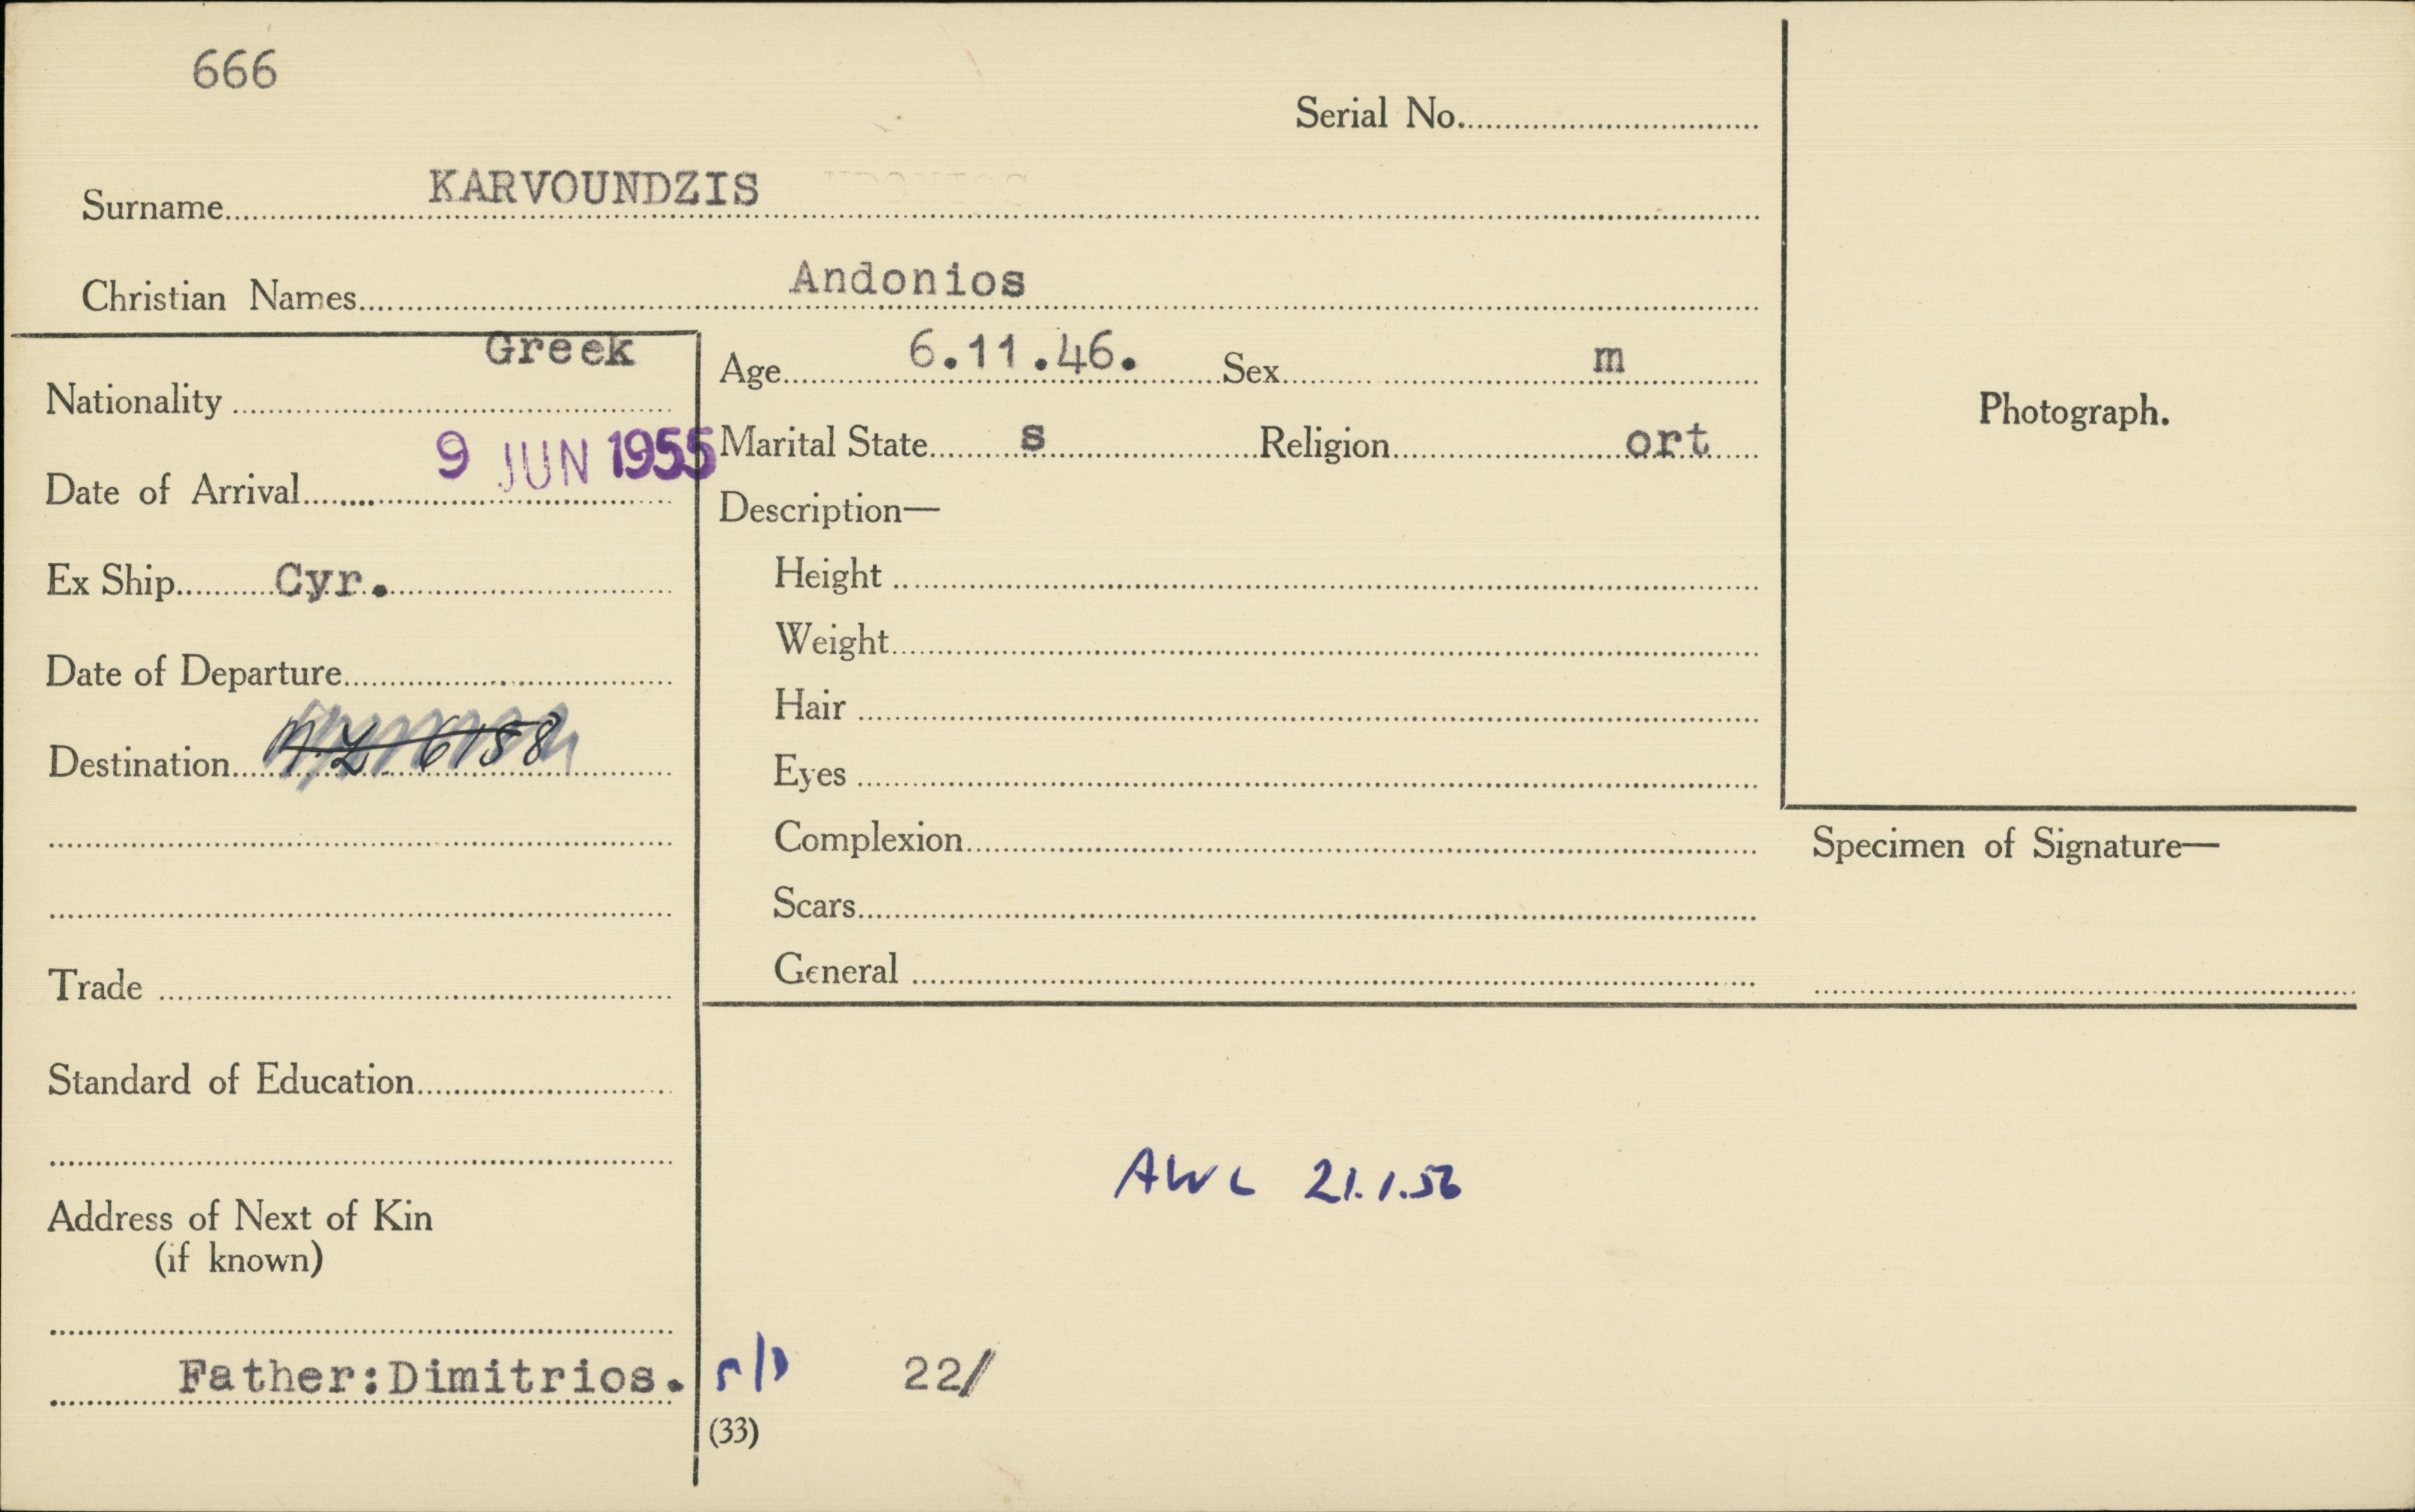 666
Serial No.
Surname KARVOUNDZIS
Christian Names Andonios
Greek
Nationality
Date of Arrival 9 JUN 1955
Ex Ship Cyr.
Date of Departure
Destination
Trade
Standard of Education
Address of Next of Kin
(if known)
Father:Dimitrios.
Age 6.11.46. Sex m
Marital State s Religion ort
Description—
Height
Weight
Hair
Eyes
Complexion
Scars
General
Photograph.
Specimen of Signature—
21.1.56
22/
(33)